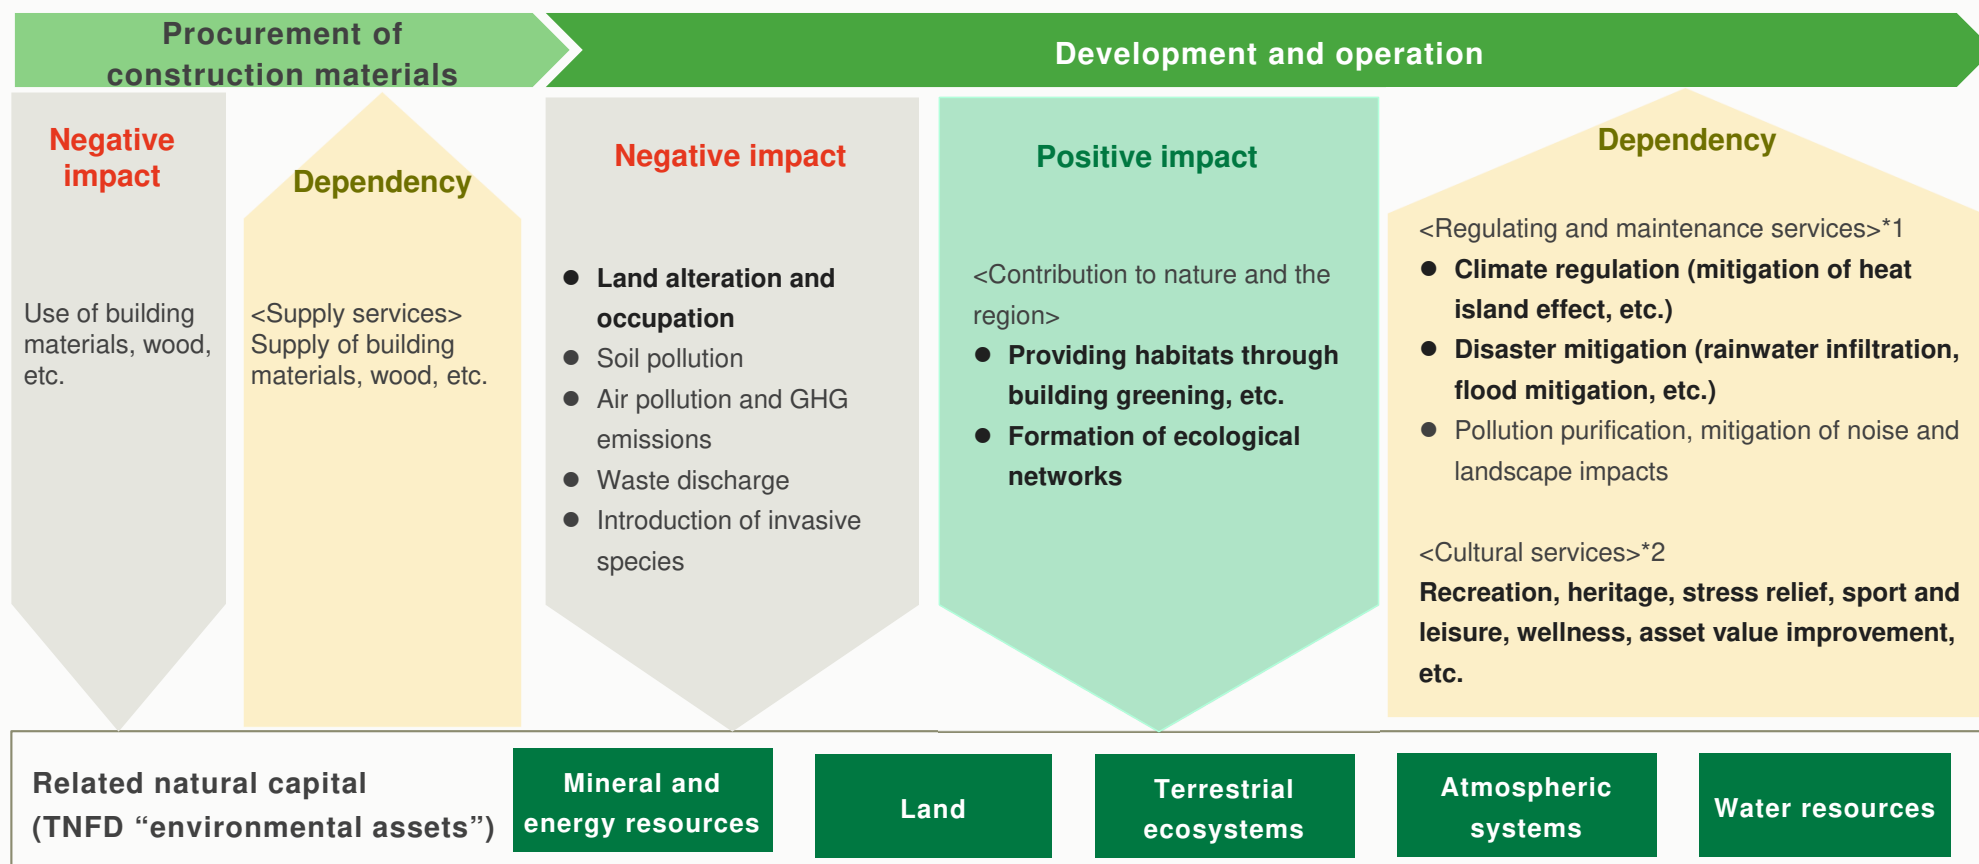 Procurement of
construction materials
Development and operation
Negative
impact
Use of building
materials, wood,
etc.
Dependency
<Supply services>
Supply of building
materials, wood, etc.
Negative impact
● Land alteration and
occupation
● Soil pollution
● Air pollution and GHG
emissions
● Waste discharge
● Introduction of invasive
species
Positive impact
<Contribution to nature and the
region>
● Providing habitats through
building greening, etc.
● Formation of ecological
networks
Dependency
<Regulating and maintenance services>*1
● Climate regulation (mitigation of heat
island effect, etc.)
● Disaster mitigation (rainwater infiltration,
flood mitigation, etc.)
● Pollution purification, mitigation of noise and
landscape impacts
<Cultural services>*2
Recreation, heritage, stress relief, sport and
leisure, wellness, asset value improvement,
etc.
Related natural capital
(TNFD “environmental assets”)
Mineral and
energy resources
Land
Terrestrial
ecosystems
Atmospheric
systems
Water resources